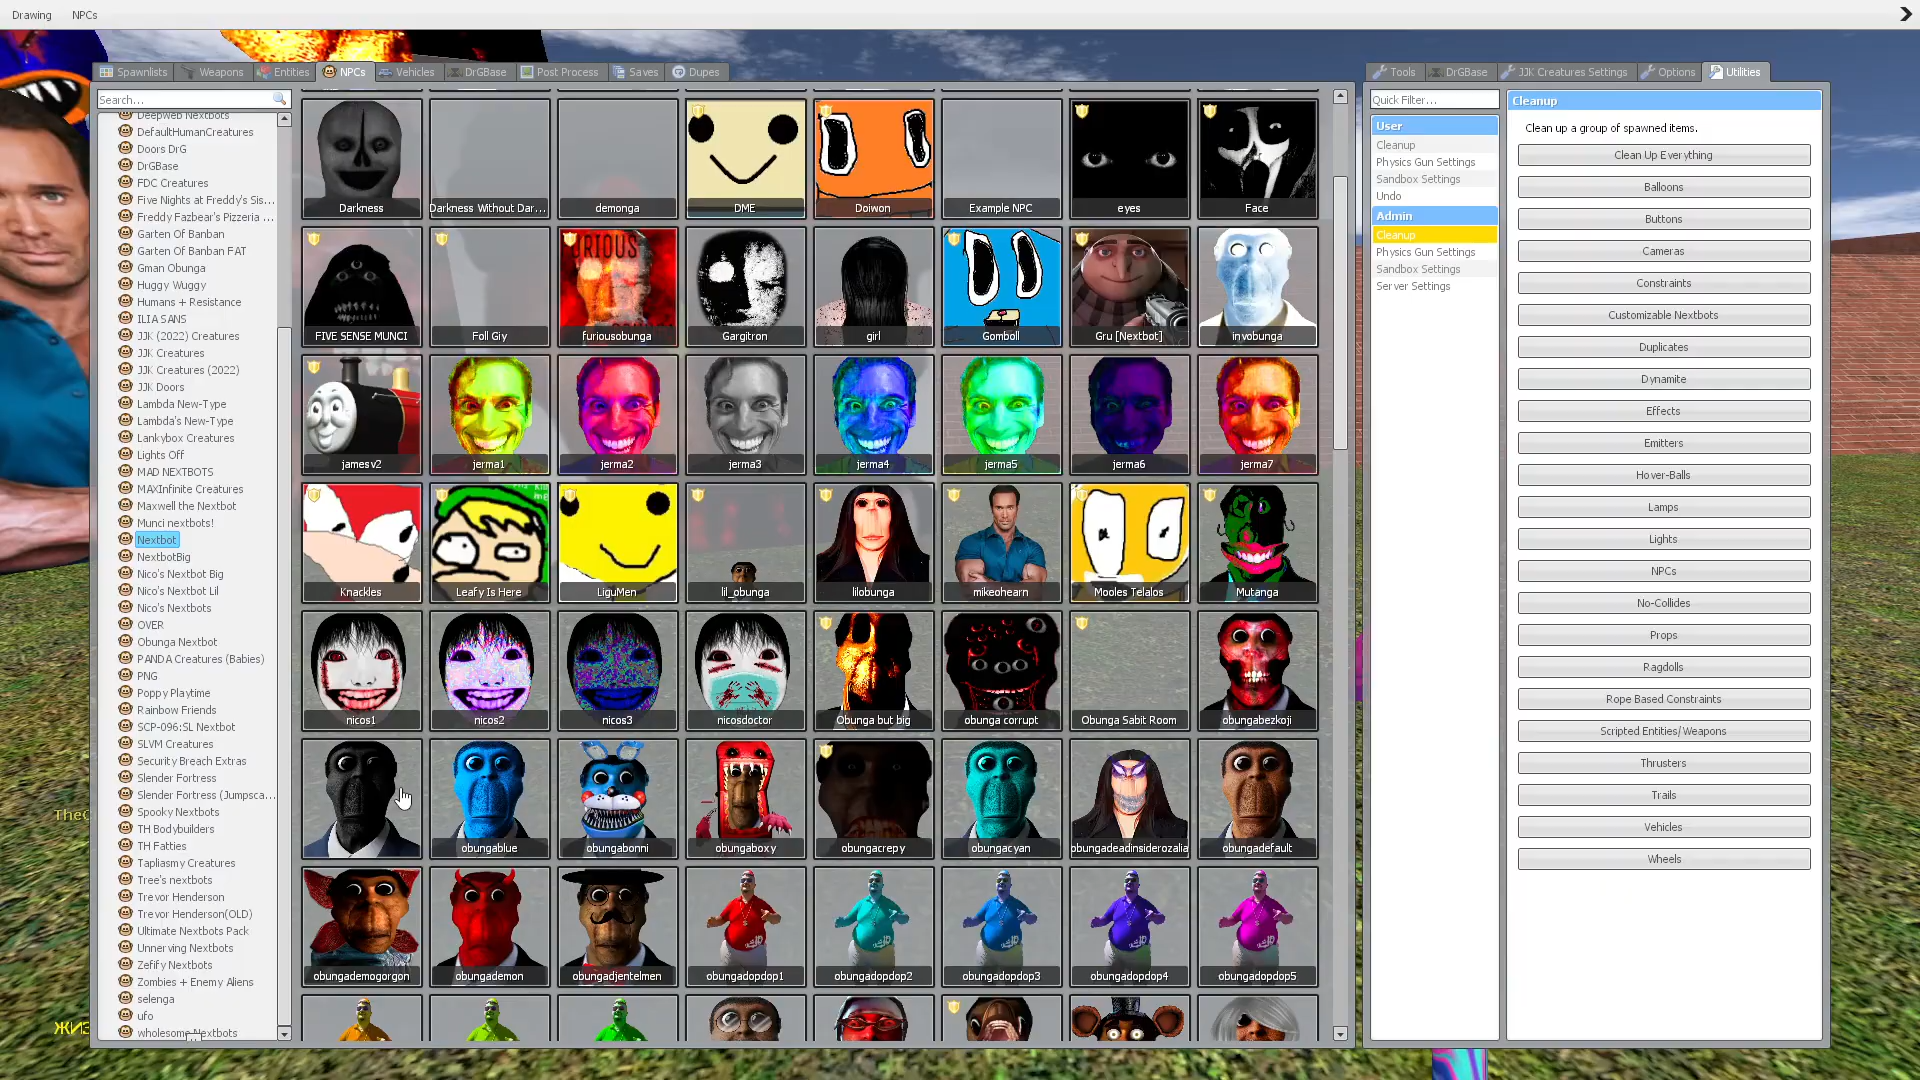 Drawing NPCs
Spawnlists Weapons Entities NPCs Vehicles DrGBase Post Process Saves Dupes
Search...
Deepweb Nextbots
DefaultHumanCreatures
Doors DrG
DrGBase
FDC Creatures
Five Nights at Freddy's Sis...
Freddy Fazbear's Pizzeria ...
Garten Of Banban
Garten Of Banban FAT
Gman Obunga
Huggy Wuggy
Humans + Resistance
ILIA SANS
JJK (2022) Creatures
JJK Creatures
JJK Creatures (2022)
JJK Doors
Lambda New-Type
Lambda's New-Type
Lankybox Creatures
Lights Off
MAD NEXTBOTS
MAXInfinite Creatures
Maxwell the Nextbot
Munci nextbots!
Nextbot
NextbotBig
Nico's Nextbot Big
Nico's Nextbot Lil
Nico's Nextbots
OVER
Obunga Nextbot
PANDA Creatures (Babies)
PNG
Poppy Playtime
Rainbow Friends
SCP-096:SL Nextbot
SLVM Creatures
Security Breach Extras
Slender Fortress
Slender Fortress (Jumpsca...
Spooky Nextbots
TH Bodybuilders
TH Fatties
Tapliasmy Creatures
Tree's nextbots
Trevor Henderson
Trevor Henderson(OLD)
Ultimate Nextbots Pack
Unnerving Nextbots
Zefify Nextbots
Zombies + Enemy Aliens
selenga
ufo
wholesome Nextbots
Darkness Darkness Without Dar... demonga DME Doiwon Example NPC eyes Face
FIVE SENSE MUNCI Foll Giy furiousobunga Gargitron girl Gomboll Gru [Nextbot] invobunga
jamesv2 jerma1 jerma2 jerma3 jerma4 jerma5 jerma6 jerma7
Knackles Leafy Is Here LiguMen lil_obunga lilobunga mikeohearn Mooles Telalos Mutanga
nicos1 nicos2 nicos3 nicosdoctor Obunga but big obunga corrupt Obunga Sabit Room obungabezkoji
obungablue obungabonni obungaboxy obungacrepy obungacyan obungadeadinsiderozalia obungadefault
obungademogorgon obungademon obungadjentelmen obungadopdop1 obungadopdop2 obungadopdop3 obungadopdop4 obungadopdop5
Tools DrGBase JJK Creatures Settings Options Utilities
Quick Filter...
User
Cleanup
Physics Gun Settings
Sandbox Settings
Undo
Admin
Cleanup
Physics Gun Settings
Sandbox Settings
Server Settings
Cleanup
Clean up a group of spawned items.
Clean Up Everything
Balloons
Buttons
Cameras
Constraints
Customizable Nextbots
Duplicates
Dynamite
Effects
Emitters
Hover-Balls
Lamps
Lights
NPCs
No-Collides
Props
Ragdolls
Rope Based Constraints
Scripted Entities/Weapons
Thrusters
Trails
Vehicles
Wheels